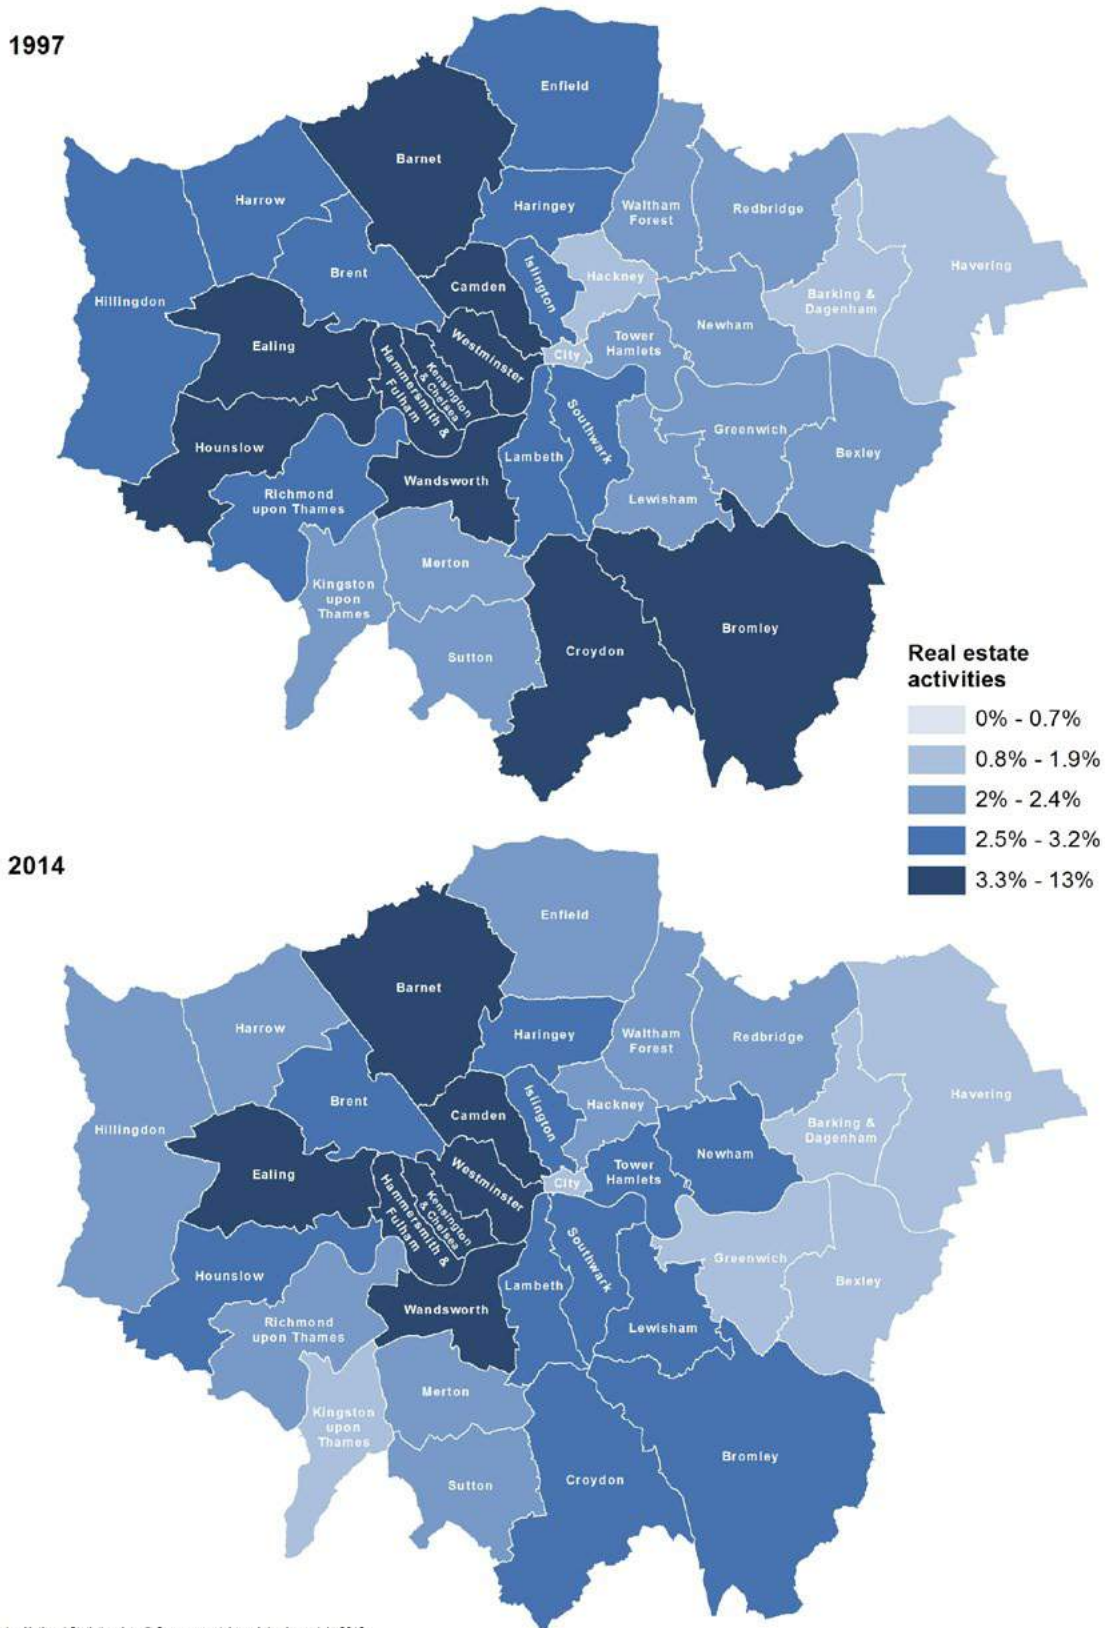 1997
Enfield
Barnet
Harrow
Haringey
Waltham
Forest
Redbridge
Havering
Brent
Camden
Islington
Hackney
Barking &
Dagenham
Hillingdon
Ealing
Westminster
City
Tower
Hamlets
Newham
Hammersmith &
Fulham
Kensington
& Chelsea
Hounslow
Wandsworth
Lambeth
Southwark
Greenwich
Bexley
Richmond
upon Thames
Lewisham
Merton
Kingston
upon
Thames
Sutton
Croydon
Bromley
Real estate
activities
0% - 0.7%
0.8% - 1.9%
2% - 2.4%
2.5% - 3.2%
3.3% - 13%
2014
Enfield
Barnet
Harrow
Haringey
Waltham
Forest
Redbridge
Havering
Brent
Camden
Islington
Hackney
Barking &
Dagenham
Hillingdon
Ealing
Westminster
City
Tower
Hamlets
Newham
Hammersmith &
Fulham
Kensington
& Chelsea
Hounslow
Wandsworth
Lambeth
Southwark
Greenwich
Bexley
Richmond
upon Thames
Lewisham
Merton
Kingston
upon
Thames
Sutton
Croydon
Bromley